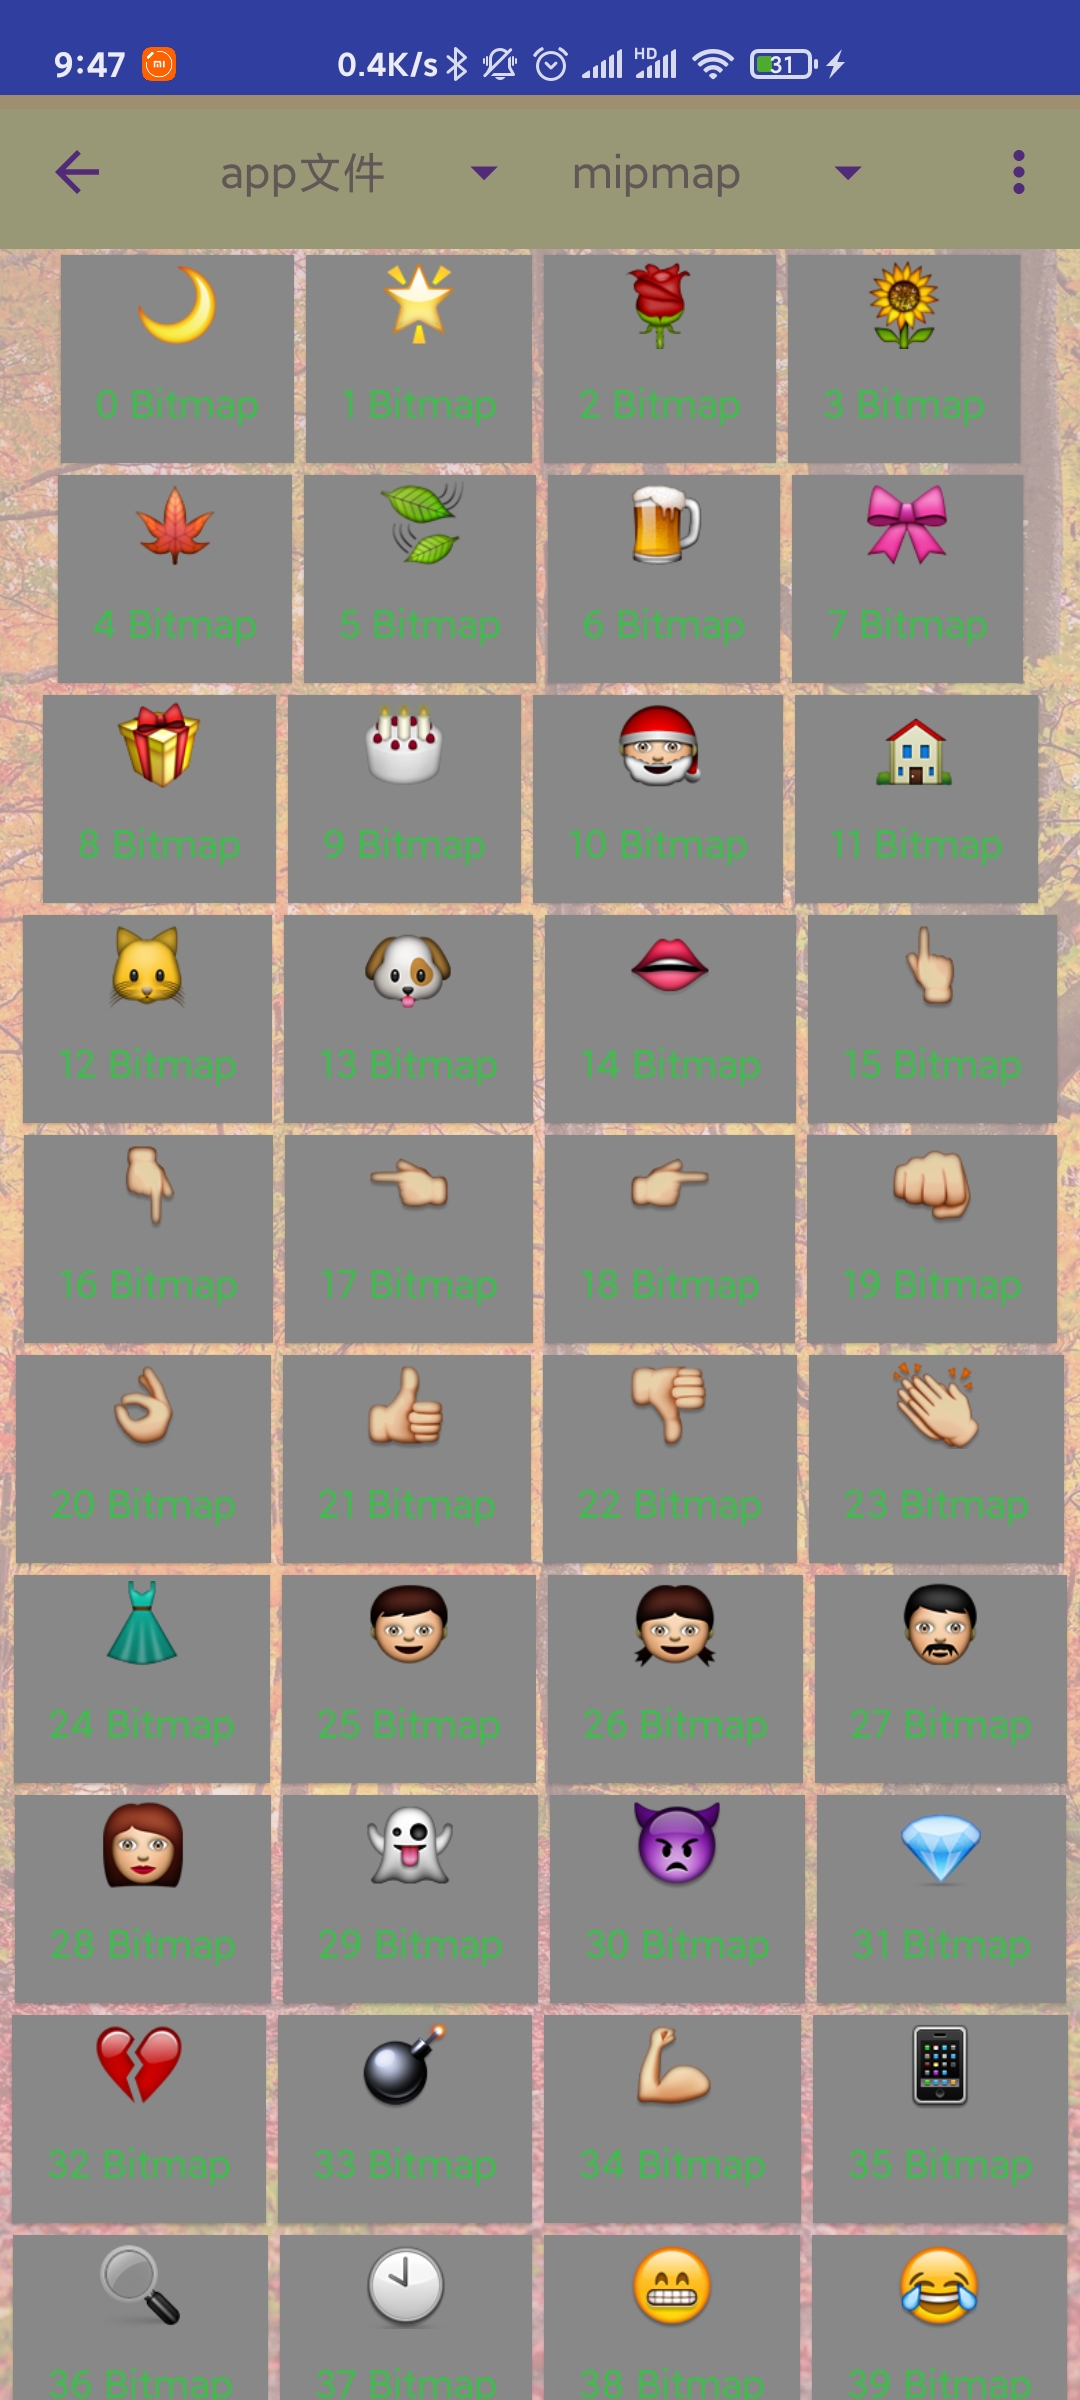 9:47 0.4K/s HD 31
app文件 mipmap
0 Bitmap 1 Bitmap 2 Bitmap 3 Bitmap
4 Bitmap 5 Bitmap 6 Bitmap 7 Bitmap
8 Bitmap 9 Bitmap 10 Bitmap 11 Bitmap
12 Bitmap 13 Bitmap 14 Bitmap 15 Bitmap
16 Bitmap 17 Bitmap 18 Bitmap 19 Bitmap
20 Bitmap 21 Bitmap 22 Bitmap 23 Bitmap
24 Bitmap 25 Bitmap 26 Bitmap 27 Bitmap
28 Bitmap 29 Bitmap 30 Bitmap 31 Bitmap
32 Bitmap 33 Bitmap 34 Bitmap 35 Bitmap
36 Bitmap 37 Bitmap 38 Bitmap 39 Bitmap